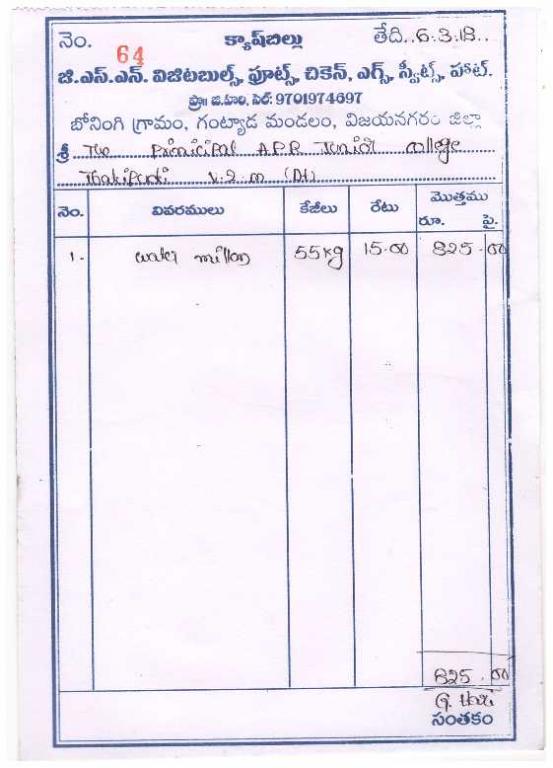 నెం. 64 క్యాష్‌బిల్లు తేది..6.3.18..
జి.ఎస్.ఎన్. విజిటబుల్స్, ఫ్రూట్స్, చికెన్, ఎగ్స్, స్వీట్స్, హాట్.
ప్రొ॥ జి.హరి, సెల్: 9701974697
బోనింగి గ్రామం, గంట్యాడ మండలం, విజయనగరం జిల్లా
శ్రీ The Prinicipal A.P.R Junior college
Thatipudi V.Z.M (Dt)
నెం. వివరములు కేజీలు రేటు మొత్తము
రూ. పై.
1. water millon 55kg 15.00 825.00
825.00
G. Hari
సంతకం